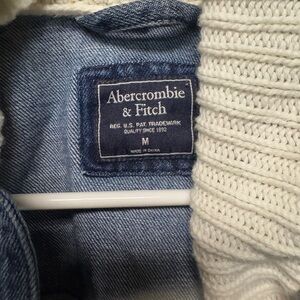 Abercrombie
& Fitch
REG. U.S. PAT. TRADEMARK
QUALITY SINCE 1892
M
MADE IN CHINA